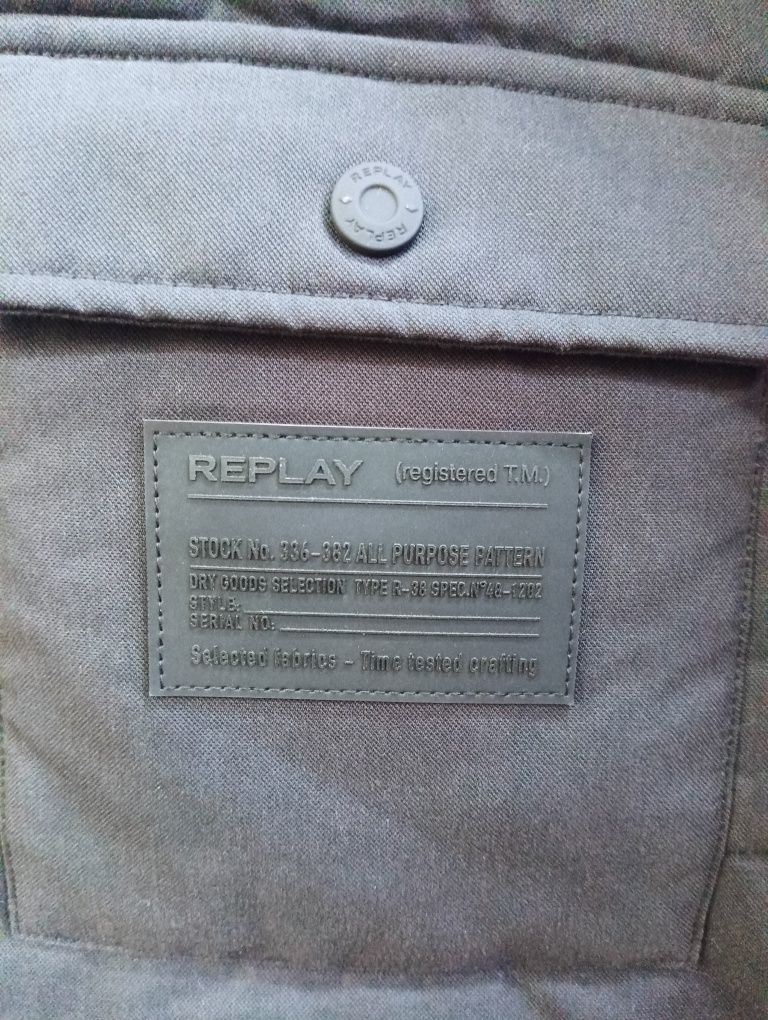 REPLAY
REPLAY
REPLAY (registered T.M.)
STOCK No. 336-382 ALL PURPOSE PATTERN
DRY GOODS SELECTION TYPE R-38 SPEC.N°48-1202
STYLE:
SERIAL NO:
Selected fabrics - Time tested crafting